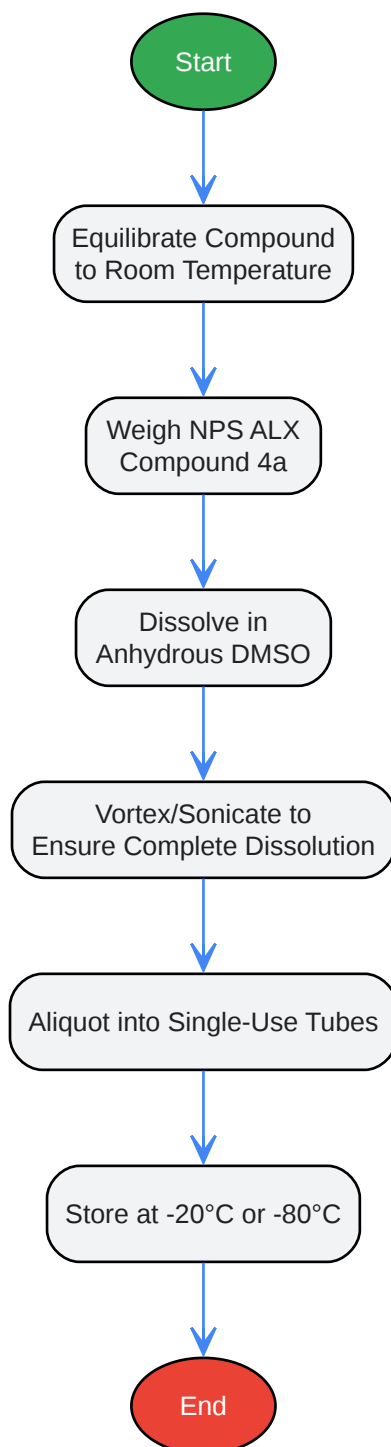 Start
Equilibrate Compound
to Room Temperature
Weigh NPS ALX
Compound 4a
Dissolve in
Anhydrous DMSO
Vortex/Sonicate to
Ensure Complete Dissolution
Aliquot into Single-Use Tubes
Store at -20°C or -80°C
End